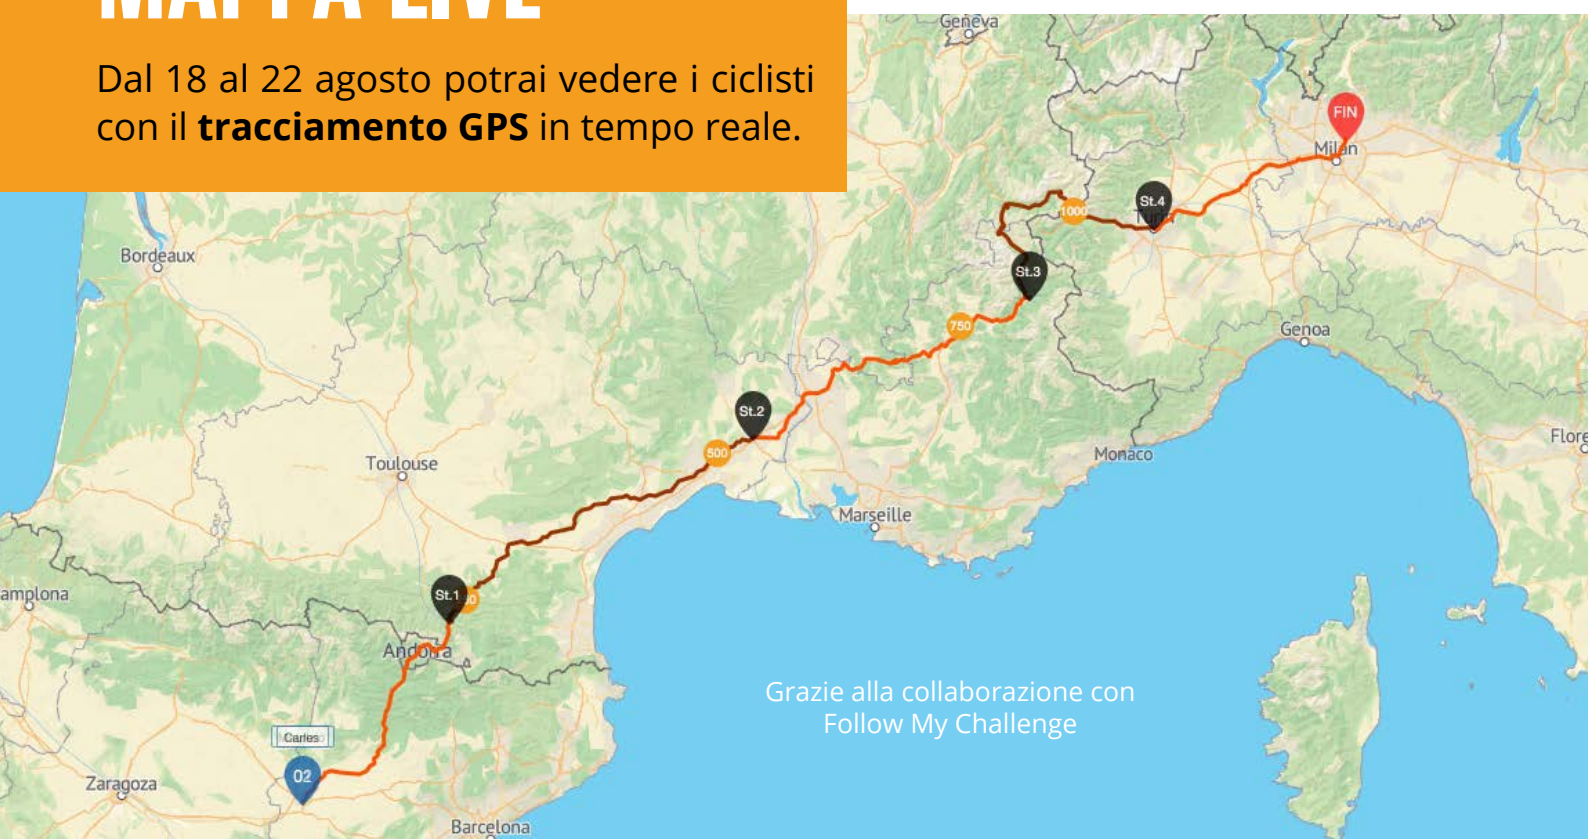 MAPPA LIVE
Dal 18 al 22 agosto potrai vedere i ciclisti
con il tracciamento GPS in tempo reale.
Geneva
FIN
Milan
St.4
1000
St.3
Bordeaux
750
Genoa
St.2
500
Toulouse
Monaco
Flore
Marseille
amplona
St.1
Andorra
Grazie alla collaborazione con
Follow My Challenge
Carles
02
Zaragoza
Barcelona